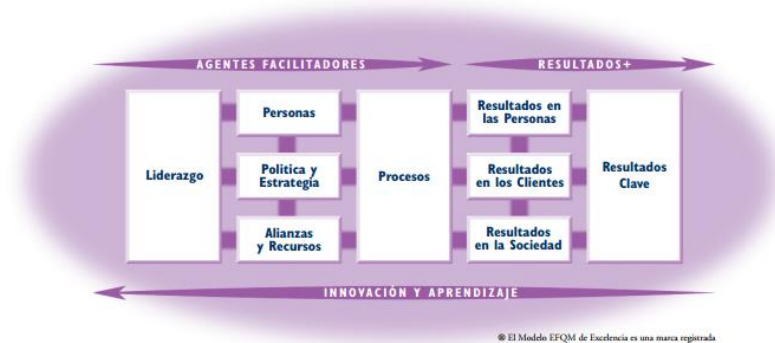 AGENTES FACILITADORES
RESULTADOS+
Liderazgo
Personas
Política y
Estrategia
Alianzas
y Recursos
Procesos
Resultados en
las Personas
Resultados
en los Clientes
Resultados
en la Sociedad
Resultados
Clave
INNOVACIÓN Y APRENDIZAJE
® El Modelo EFQM de Excelencia es una marca registrada